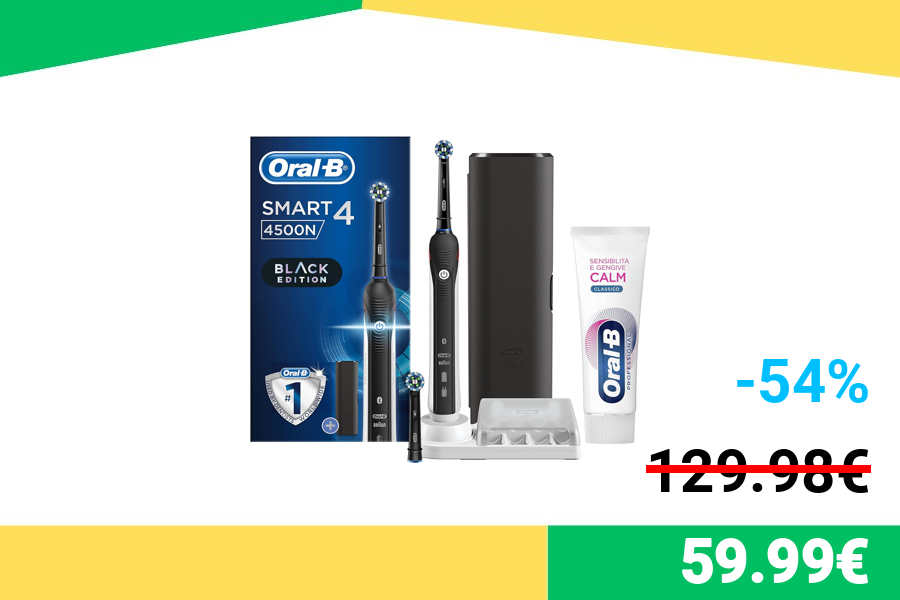 Oral-B
SMART 4
4500N
BLACK
EDITION
Oral-B
#1
SENSIBILITÀ
E GENGIVE
CALM
CLASSICO
Oral-B
PROFESSIONAL
-54%
129.98€
59.99€